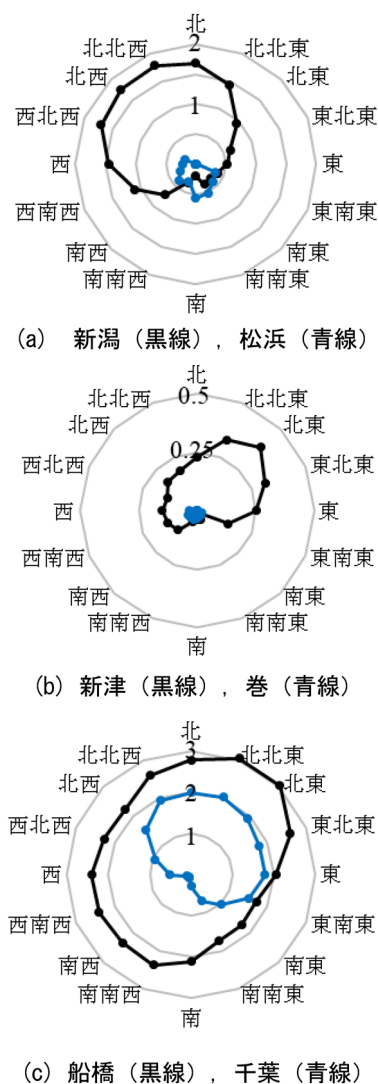 北
北北西
2
北北東
北西
北東
西北西
1
東北東
西
東
西南西
東南東
南西
南東
南南西
南南東
南
(a) 新潟(黒線), 松浜(青線)
北
北北西
0.5
北北東
北西
北東
西北西
0.25
東北東
西
東
西南西
東南東
南西
南東
南南西
南南東
南
(b) 新津(黒線), 巻(青線)
北
北北西
3
北北東
北西
北東
西北西
2
東北東
1
西
東
西南西
東南東
南西
南東
南南西
南南東
南
(c) 船橋(黒線), 千葉(青線)